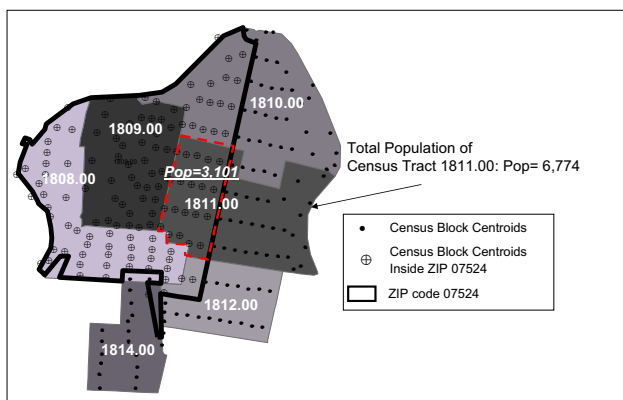 1810.00
1809.00
Total Population of
Census Tract 1811.00: Pop= 6,774
Pop=3.101
1808.00
1811.00
Census Block Centroids
Census Block Centroids
Inside ZIP 07524
ZIP code 07524
1812.00
1814.00